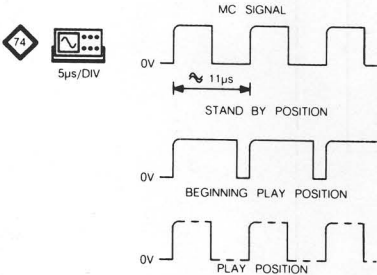 MC SIGNAL
74
5µs/DIV
0V
≈ 11µs
STAND BY POSITION
0V
BEGINNING PLAY POSITION
0V
PLAY POSITION